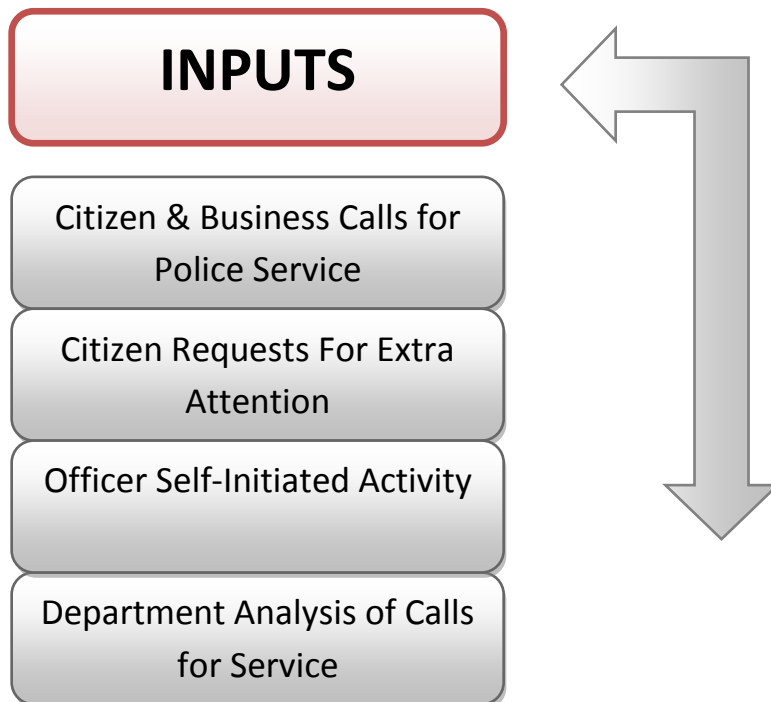 INPUTS
Citizen & Business Calls for
Police Service
Citizen Requests For Extra
Attention
Officer Self-Initiated Activity
Department Analysis of Calls
for Service